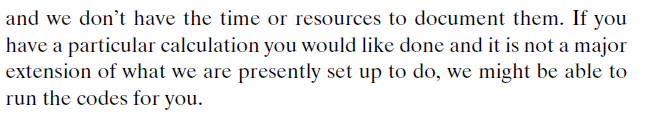 and we don’t have the time or resources to document them. If you
have a particular calculation you would like done and it is not a major
extension of what we are presently set up to do, we might be able to
run the codes for you.